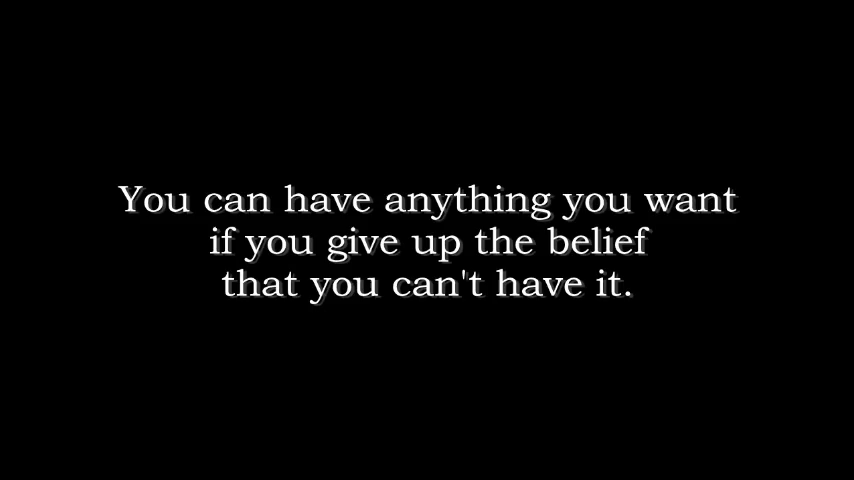 You can have anything you want
if you give up the belief
that you can't have it.